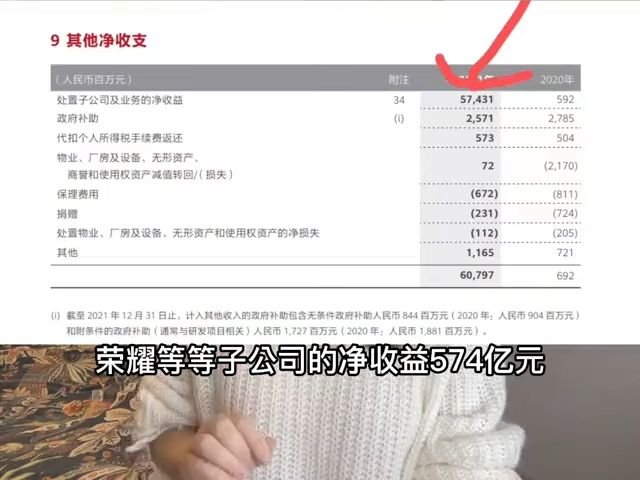 9 其他净收支
（人民币百万元） 附注 2020年
处置子公司及业务的净收益 34 57,431 592
政府补助 (i) 2,571 2,785
代扣个人所得税手续费返还 573 504
物业、厂房及设备、无形资产、
商誉和使用权资产减值转回/（损失） 72 (2,170)
保理费用 (672) (811)
捐赠 (231) (724)
处置物业、厂房及设备、无形资产和使用权资产的净损失 (112) (205)
其他 1,165 721
60,797 692
(i) 截至 2021 年 12 月 31 日止，计入其他收入的政府补助包含无条件政府补助人民币 844 百万元（2020 年：人民币 904 百万元）
和附条件的政府补助（通常与研发项目相关）人民币 1,727 百万元（2020 年：人民币 1,881 百万元）。
荣耀等等子公司的净收益574亿元